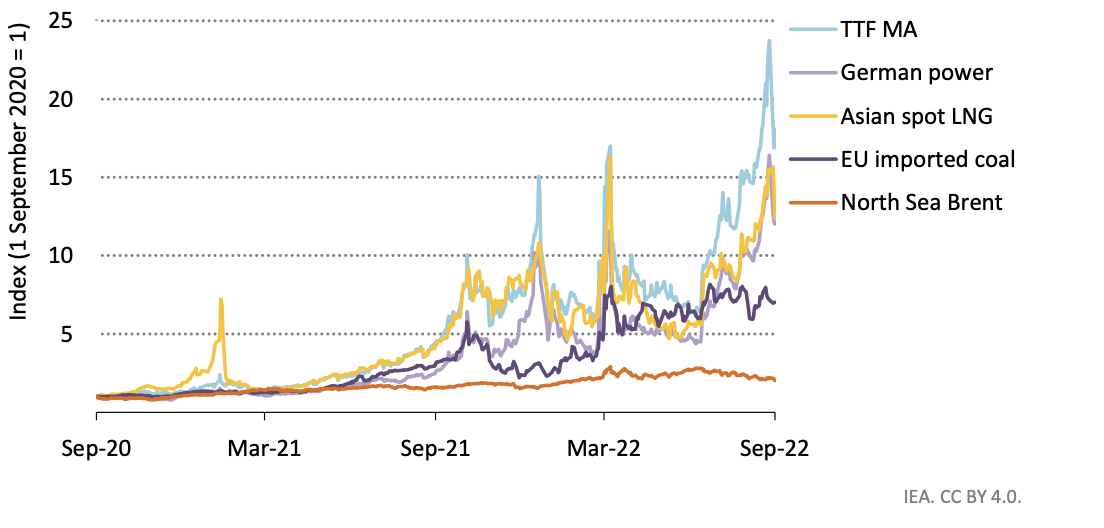 Index (1 September 2020 = 1)
25
20
15
10
5
Sep-20 Mar-21 Sep-21 Mar-22 Sep-22
TTF MA
German power
Asian spot LNG
EU imported coal
North Sea Brent
IEA. CC BY 4.0.